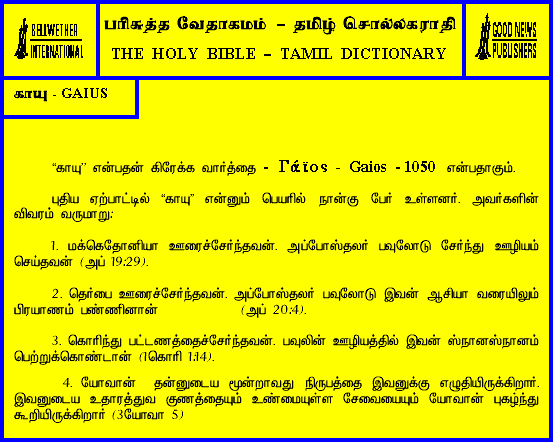 BELLWETHER
INTERNATIONAL
பரிசுத்த வேதாகமம் – தமிழ் சொல்லகராதி
THE HOLY BIBLE – TAMIL DICTIONARY
GOOD NEWS
PUBLISHERS
காயு - GAIUS
“காயு” என்பதன் கிரேக்க வார்த்தை - Γάϊος - Gaios - 1050 என்பதாகும்.
புதிய ஏற்பாட்டில் “காயு” என்னும் பெயரில் நான்கு பேர் உள்ளனர். அவர்களின்
விவரம் வருமாறு:
1. மக்கெதோனியா ஊரைச்சேர்ந்தவன். அப்போஸ்தலர் பவுலோடு சேர்ந்து ஊழியம்
செய்தவன் (அப் 19:29).
2. தெர்பை ஊரைச்சேர்ந்தவன். அப்போஸ்தலர் பவுலோடு இவன் ஆசியா வரையிலும்
பிரயாணம் பண்ணினான் (அப் 20:4).
3. கொரிந்து பட்டணத்தைச்சேர்ந்தவன். பவுலின் ஊழியத்தில் இவன் ஸ்நானஸ்நானம்
பெற்றுக்கொண்டான் (1கொரி 1:14).
4. யோவான் தன்னுடைய மூன்றாவது நிருபத்தை இவனுக்கு எழுதியிருக்கிறார்.
இவனுடைய உதாரத்துவ குணத்தையும் உண்மையுள்ள சேவையையும் யோவான் புகழ்ந்து
கூறியிருக்கிறார் (3யோவா 5)